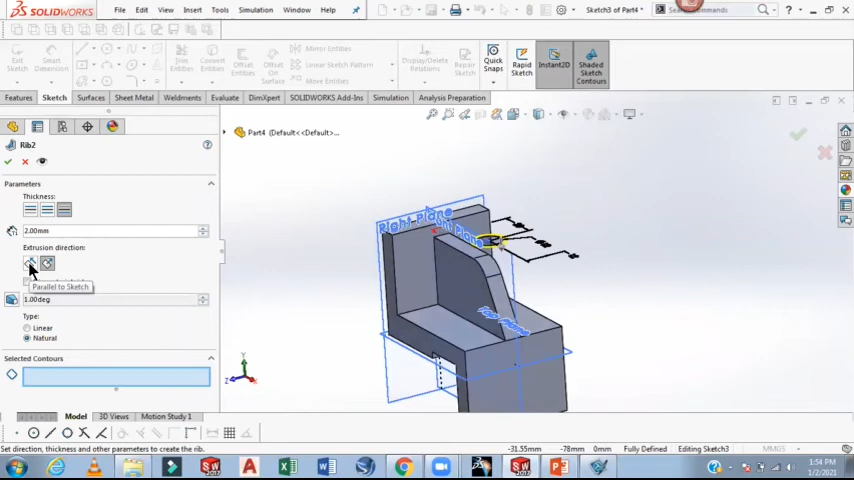 SOLIDWORKS File Edit View Insert Tools Simulation Window Help Sketch3 of Part4 * Search Commands
Exit Sketch Smart Dimension Trim Entities Convert Entities Offset Entities Mirror Entities Linear Sketch Pattern Move Entities Display/Delete Relations Repair Sketch Quick Snaps Rapid Sketch Instant2D Shaded Sketch Contours
Features Sketch Surfaces Sheet Metal Weldments Evaluate DimXpert SOLIDWORKS Add-Ins Simulation Analysis Preparation
Part4 (Default<<Default>...
Rib2
Parameters
Thickness:
2.00mm
Extrusion direction:
Parallel to Sketch
1.00deg
Type:
Linear
Natural
Selected Contours
Right Plane
Top Plane
Y
Z
X
Model 3D Views Motion Study 1
Set direction, thickness and other parameters to create the rib. -31.55mm -78mm 0mm Fully Defined Editing Sketch3 MMGS
1:54 PM
1/2/2021